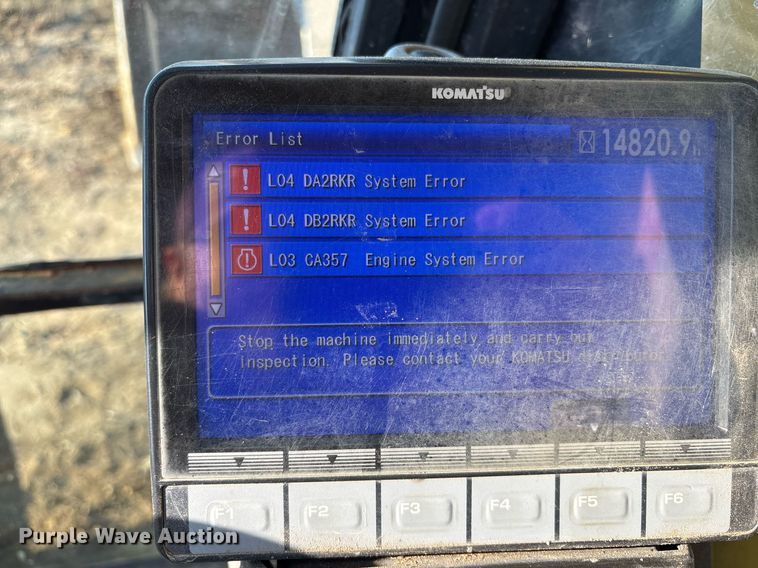 KOMATSU
Error List 14820.9h
! L04 DA2RKR System Error
! L04 DB2RKR System Error
! L03 CA357 Engine System Error
Stop the machine immediately and carry out
inspection. Please contact your KOMATSU distributor.
F1 F2 F3 F4 F5 F6
Purple Wave Auction